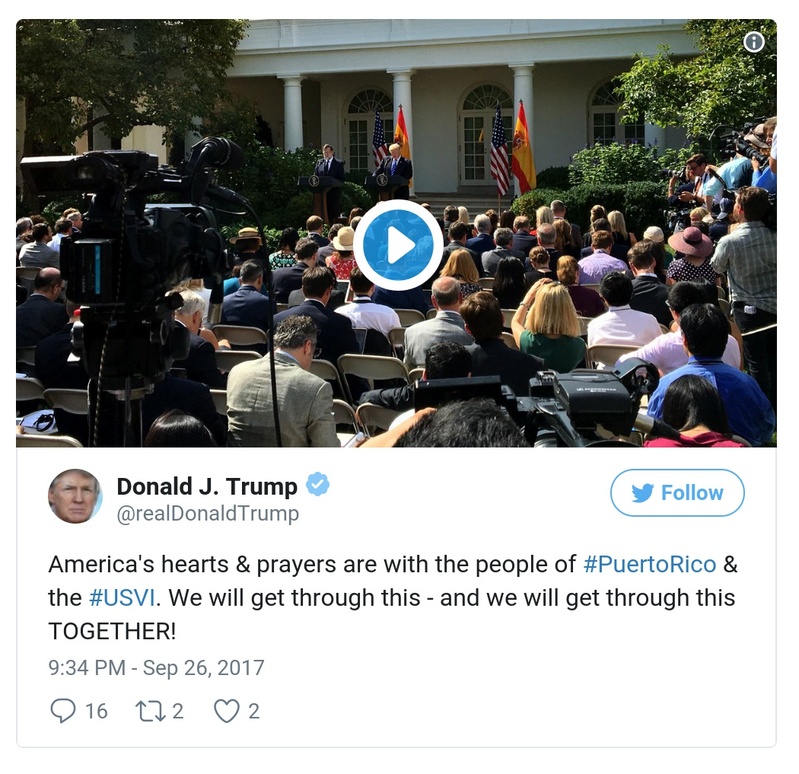 Donald J. Trump
Follow
@realDonaldTrump
America's hearts & prayers are with the people of #PuertoRico &
the #USVI. We will get through this - and we will get through this
TOGETHER!
9:34 PM - Sep 26, 2017
16 2 2